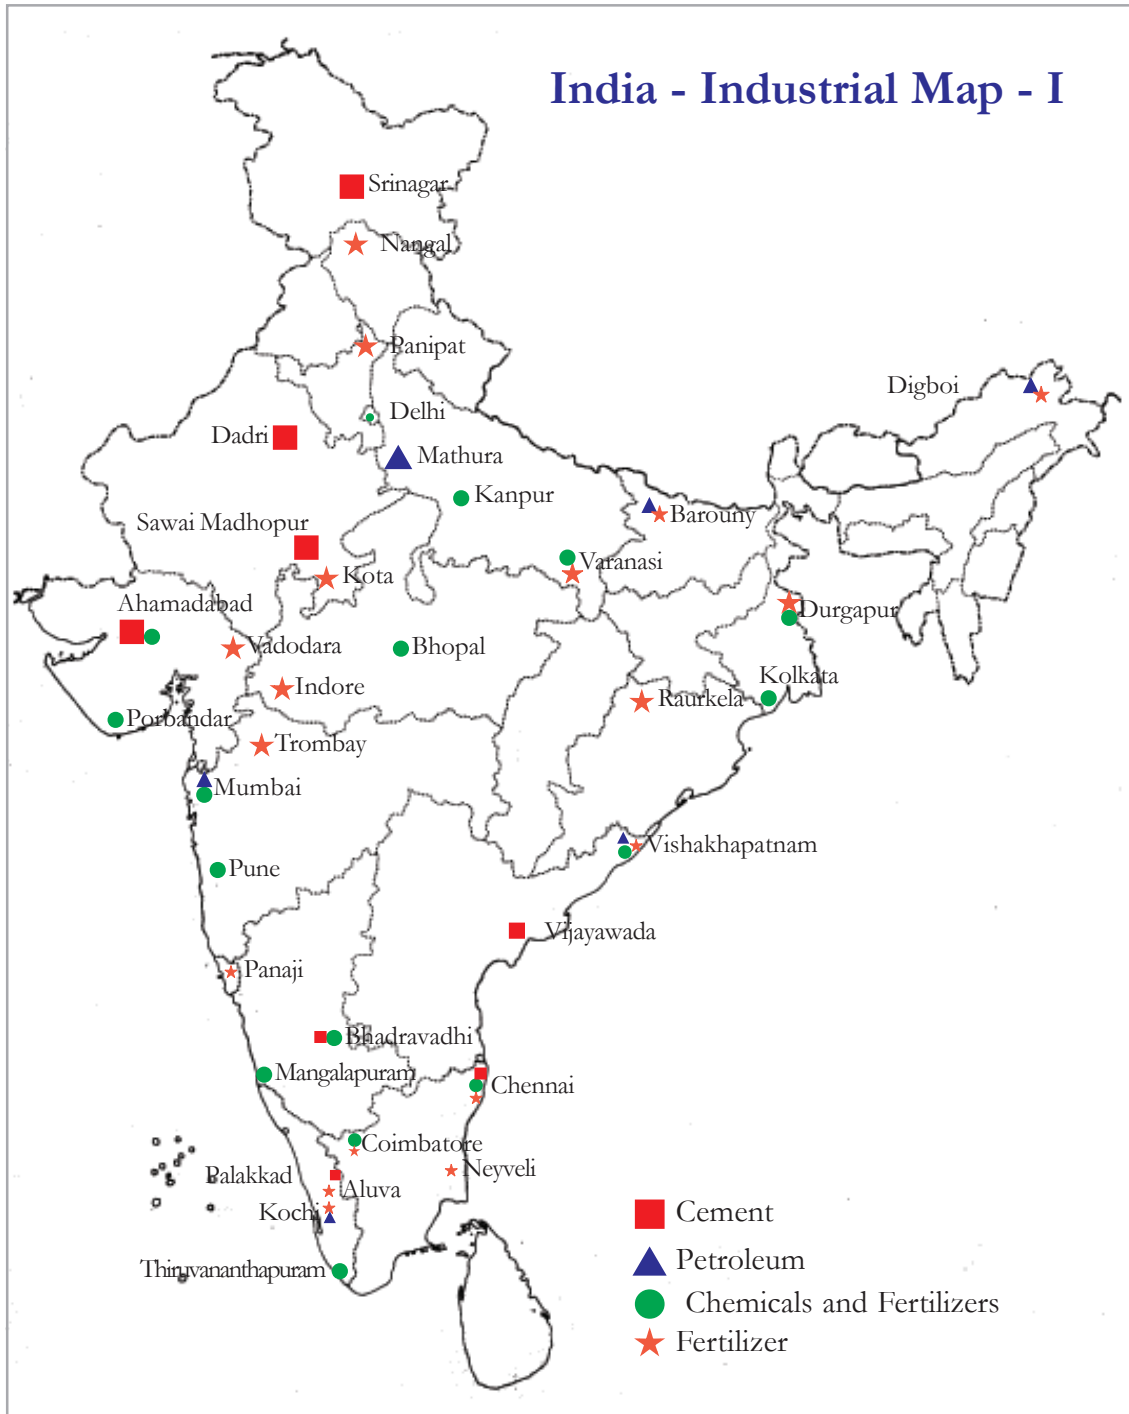 India - Industrial Map - I
Srinagar
Nangal
Panipat
Digboi
Delhi
Dadri
Mathura
Kanpur
Sawai Madhopur
Barouny
Varanasi
Kota
Ahamadabad
Durgapur
Vadodara
Bhopal
Kolkata
Indore
Raurkela
Porbandar
Trombay
Mumbai
Vishakhapatnam
Pune
Vijayawada
Panaji
Bhadravadhi
Mangalapuram
Chennai
Coimbatore
Neyveli
Palakkad
Aluva
Kochi
Thiruvananthapuram
Cement
Petroleum
Chemicals and Fertilizers
Fertilizer